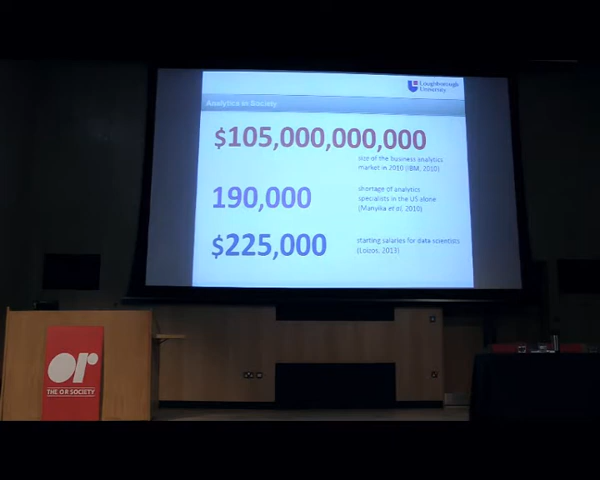 Loughborough
University
Analytics in Society
$105,000,000,000
size of the business analytics
market in 2010 (IBM, 2010)
190,000
shortage of analytics
specialists in the US alone
(Manyika et al, 2010)
$225,000
starting salaries for data scientists
(Loizos, 2013)
or
THE OR SOCIETY